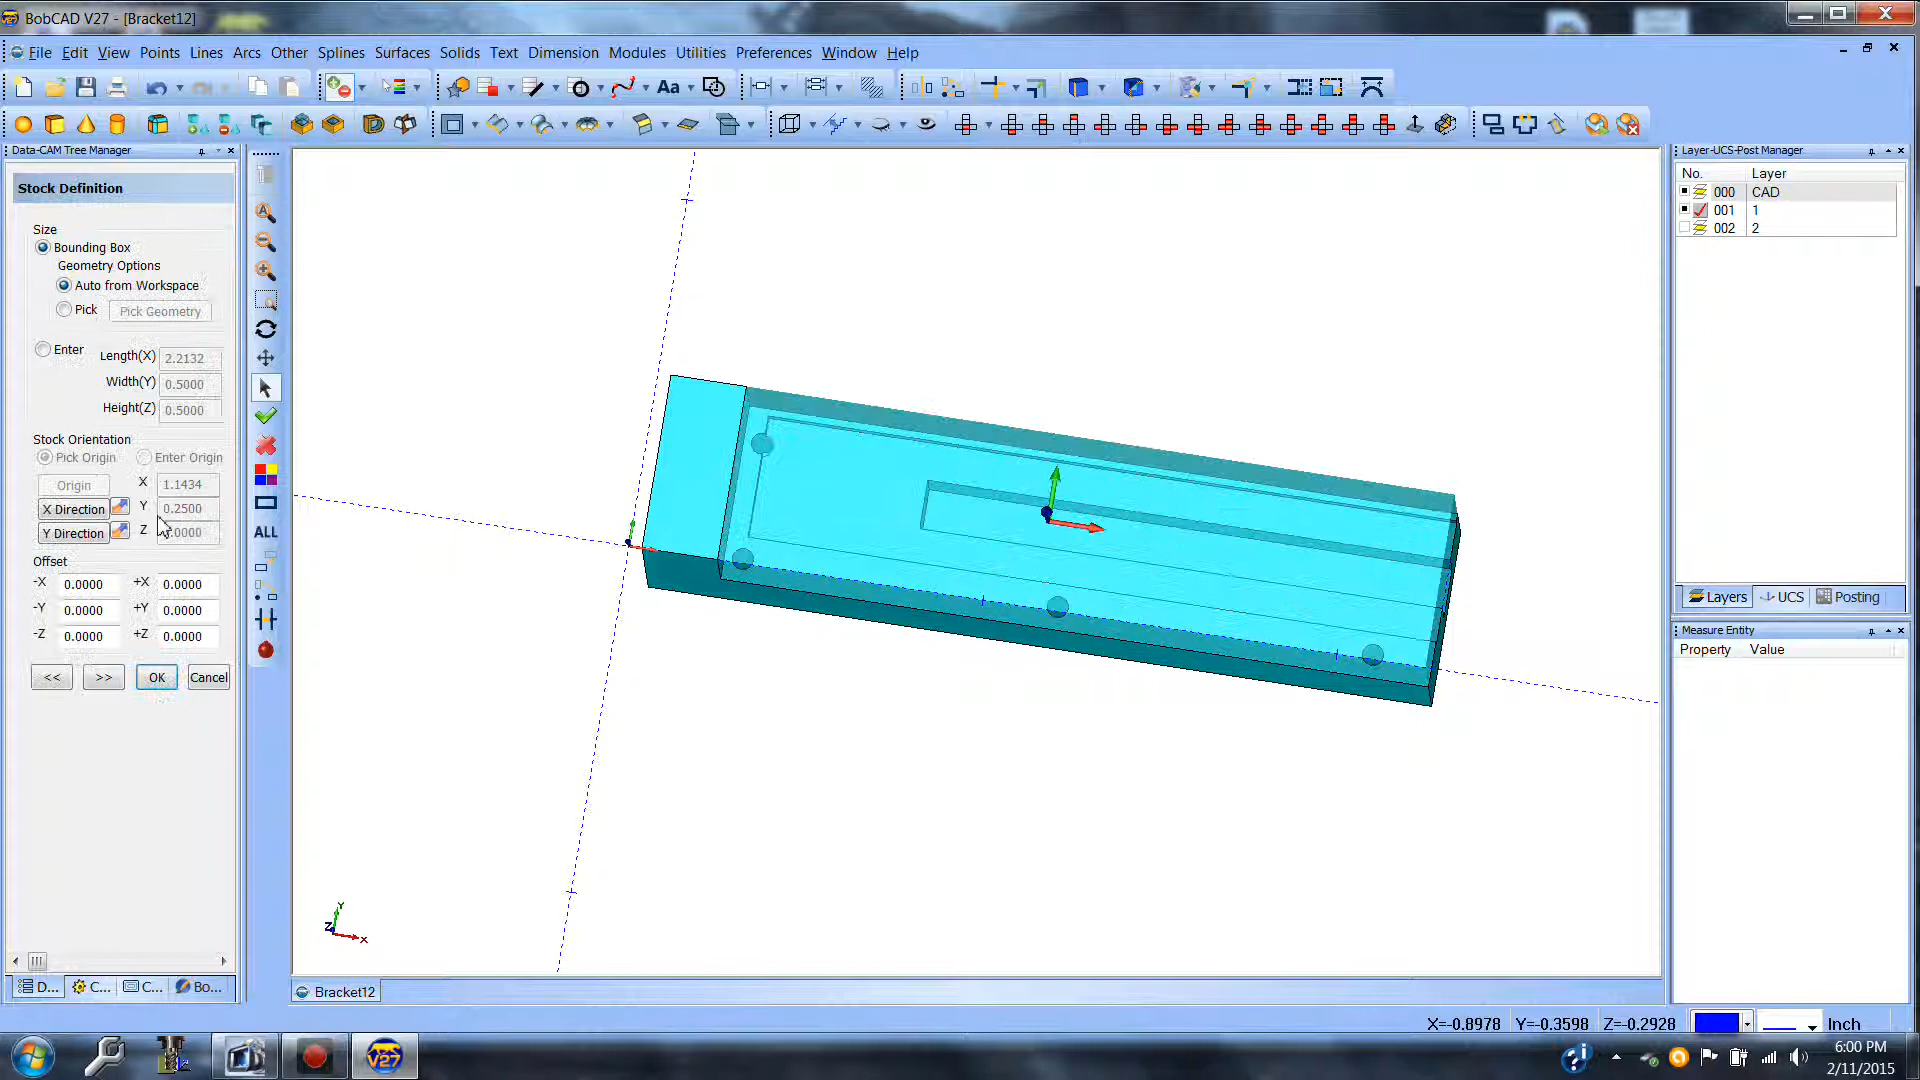 BobCAD V27 - [Bracket12]
File Edit View Points Lines Arcs Other Splines Surfaces Solids Text Dimension Modules Utilities Preferences Window Help
Aa
Data-CAM Tree Manager
Layer-UCS-Post Manager
Stock Definition
No. Layer
000 CAD
001 1
002 2
Size
Bounding Box
Geometry Options
Auto from Workspace
Pick Pick Geometry
Enter
Length(X) 2.2132
Width(Y) 0.5000
Height(Z) 0.5000
Stock Orientation
Pick Origin Enter Origin
Origin X 1.1434
X Direction Y 0.2500
Y Direction Z .0000
ALL
Offset
-X 0.0000 +X 0.0000
-Y 0.0000 +Y 0.0000
-Z 0.0000 +Z 0.0000
<< >> OK Cancel
Layers UCS Posting
Measure Entity
Property Value
Y
Z
X
D... C... C... Bo...
Bracket12
X=-0.8978 Y=-0.3598 Z=-0.2928 Inch
V27
6:00 PM
2/11/2015